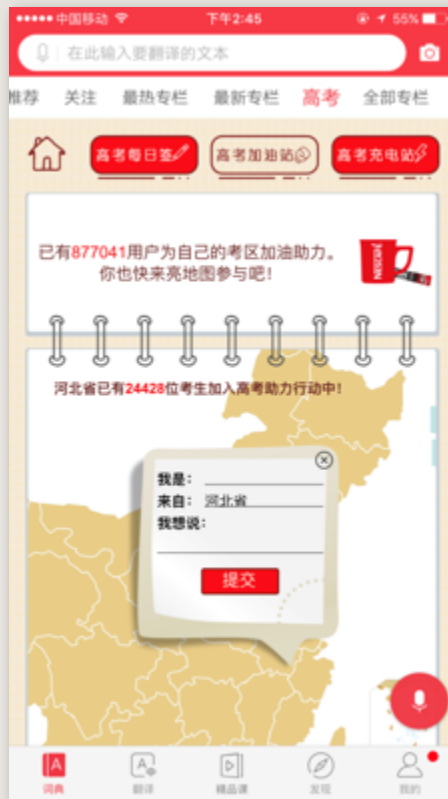 中国移动 下午2:45 55%
在此输入要翻译的文本
推荐 关注 最热专栏 最新专栏 高考 全部专栏
高考每日签 高考加油站 高考充电站
已有877041用户为自己的考区加油助力。
你也快来亮地图参与吧！
河北省已有24428位考生加入高考助力行动中！
我是：
来自：河北省
我想说：
提交
词典 翻译 精品课 发现 我的